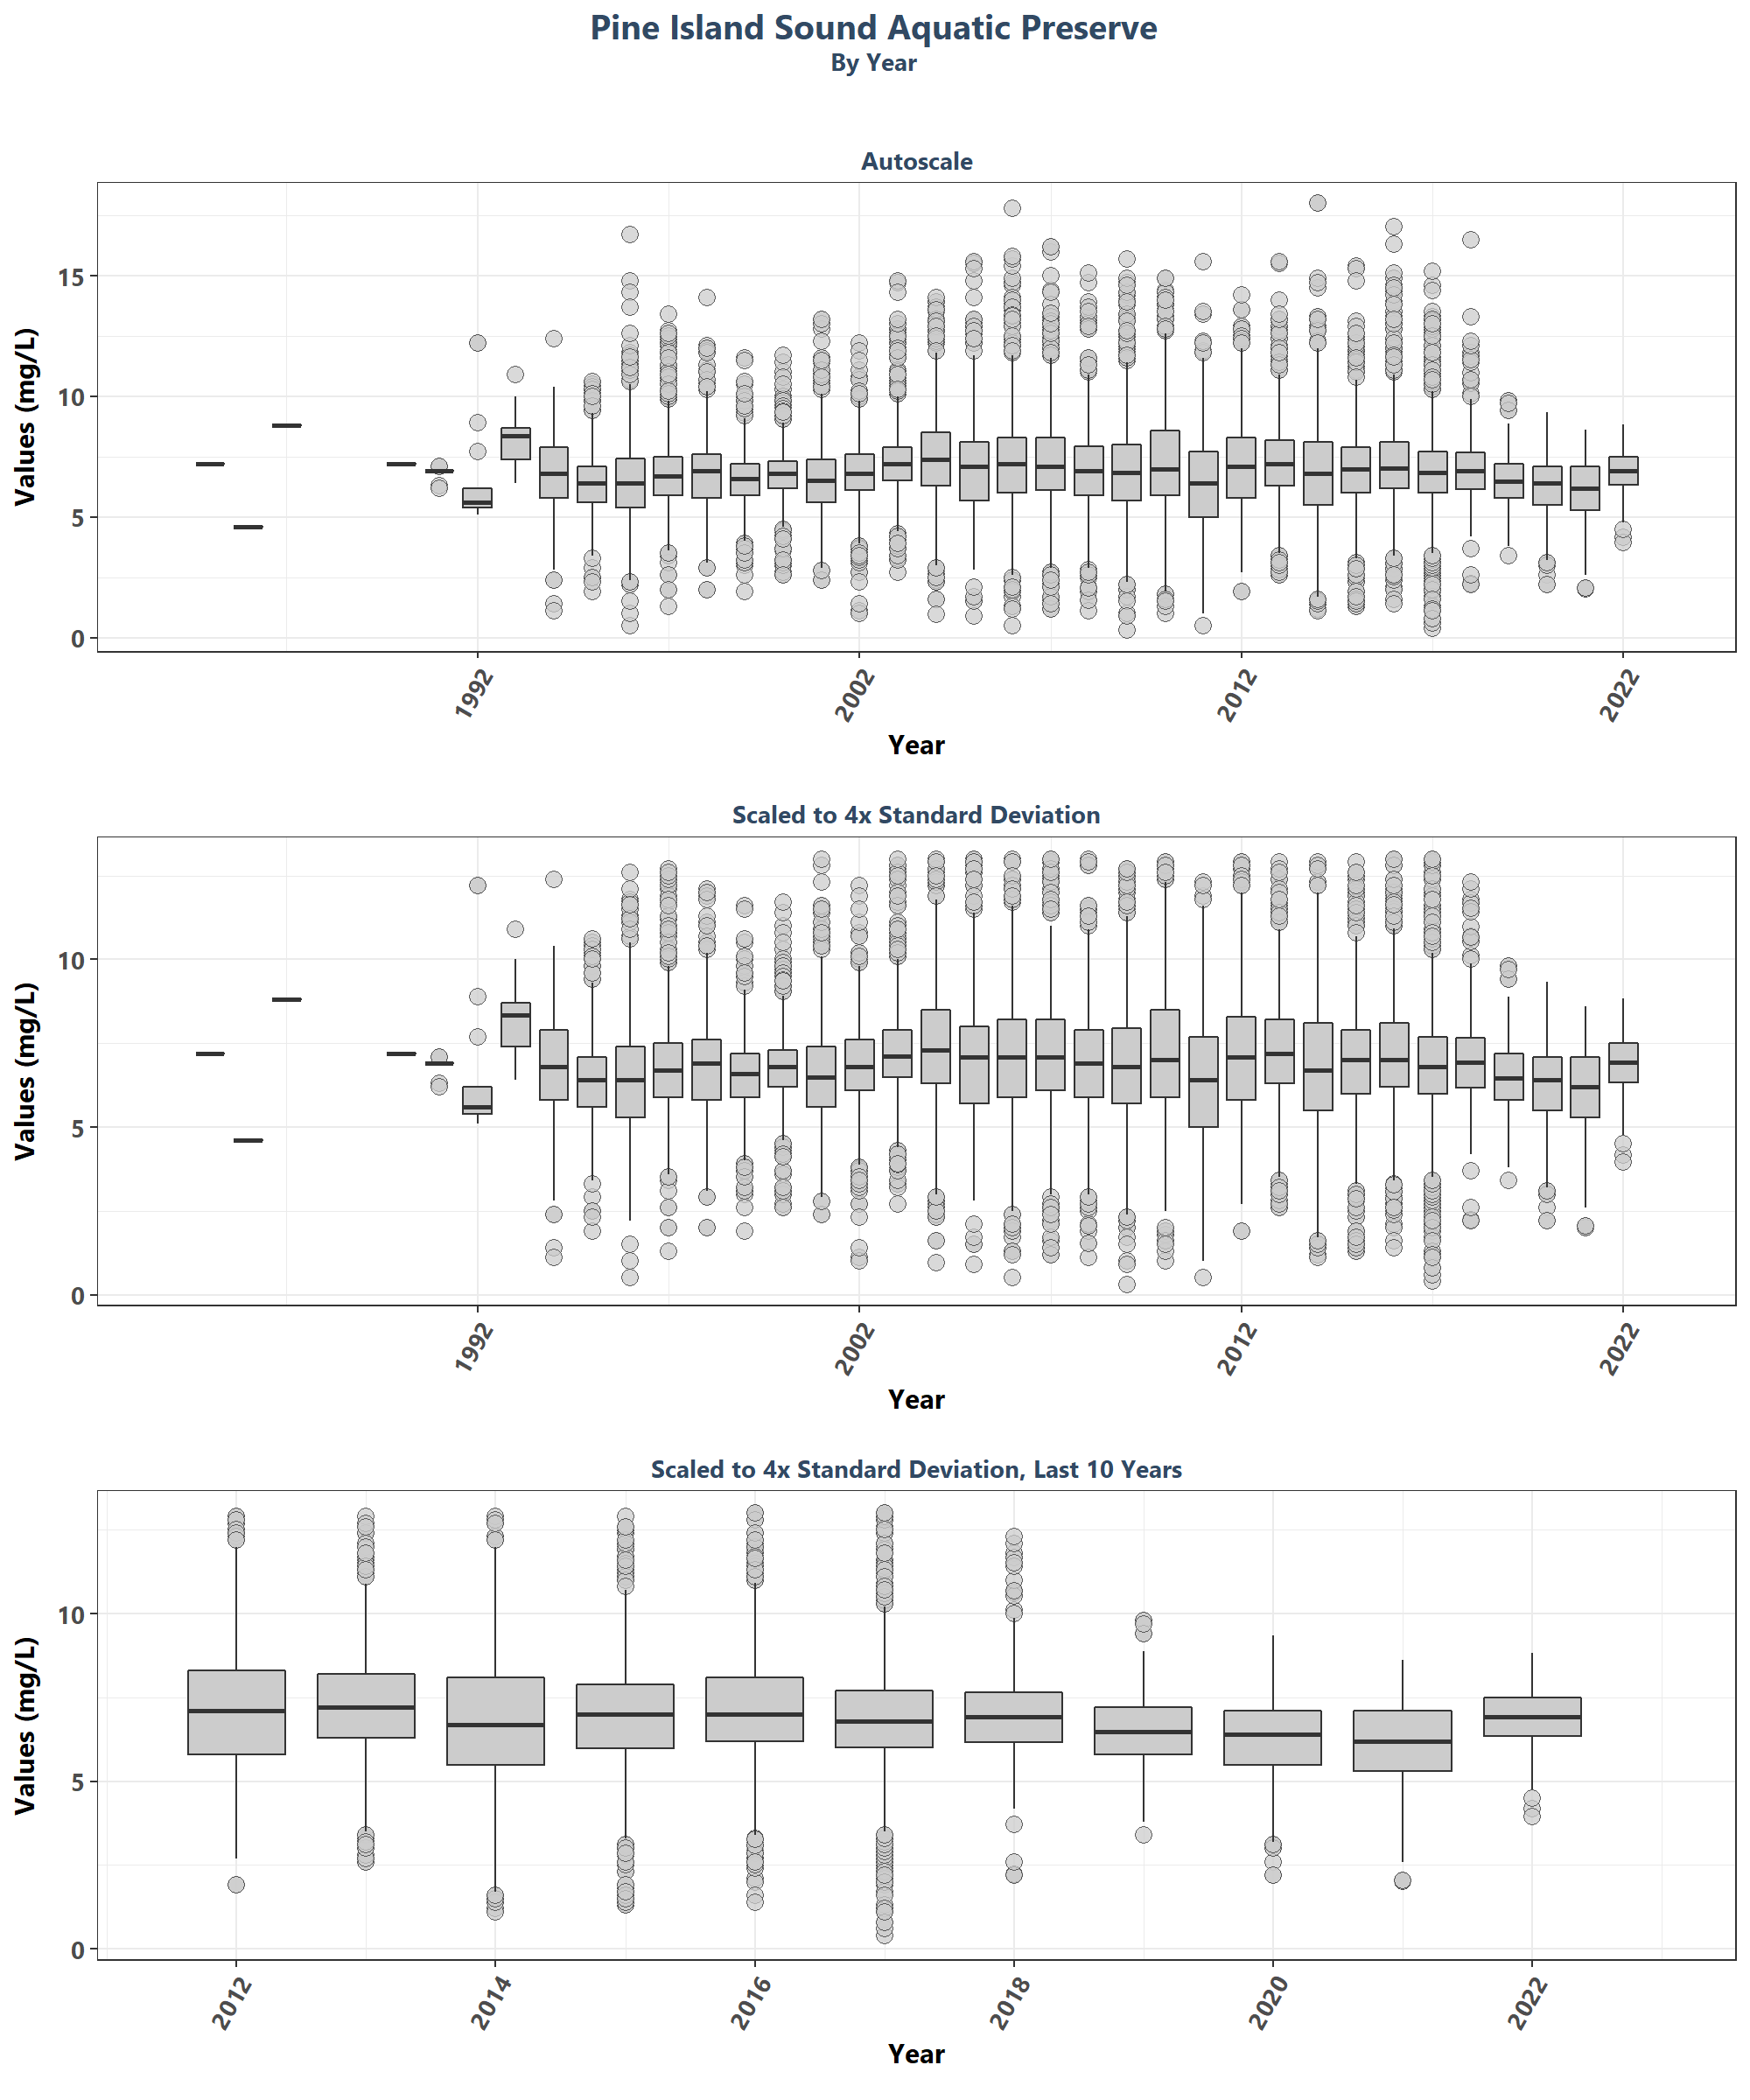 Pine Island Sound Aquatic Preserve
By Year
Autoscale
Values (mg/L)
15
10
5
0
1992
2002
2012
2022
Year
Scaled to 4x Standard Deviation
Values (mg/L)
10
5
0
1992
2002
2012
2022
Year
Scaled to 4x Standard Deviation, Last 10 Years
Values (mg/L)
10
5
0
2012
2014
2016
2018
2020
2022
Year